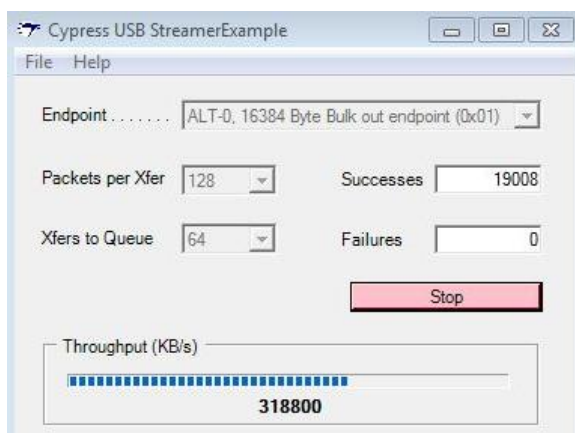 Cypress USB StreamerExample
File Help
Endpoint . . . . . . . ALT-0, 16384 Byte Bulk out endpoint (0x01)
Packets per Xfer 128 Successes 19008
Xfers to Queue 64 Failures 0
Stop
Throughput (KB/s)
318800